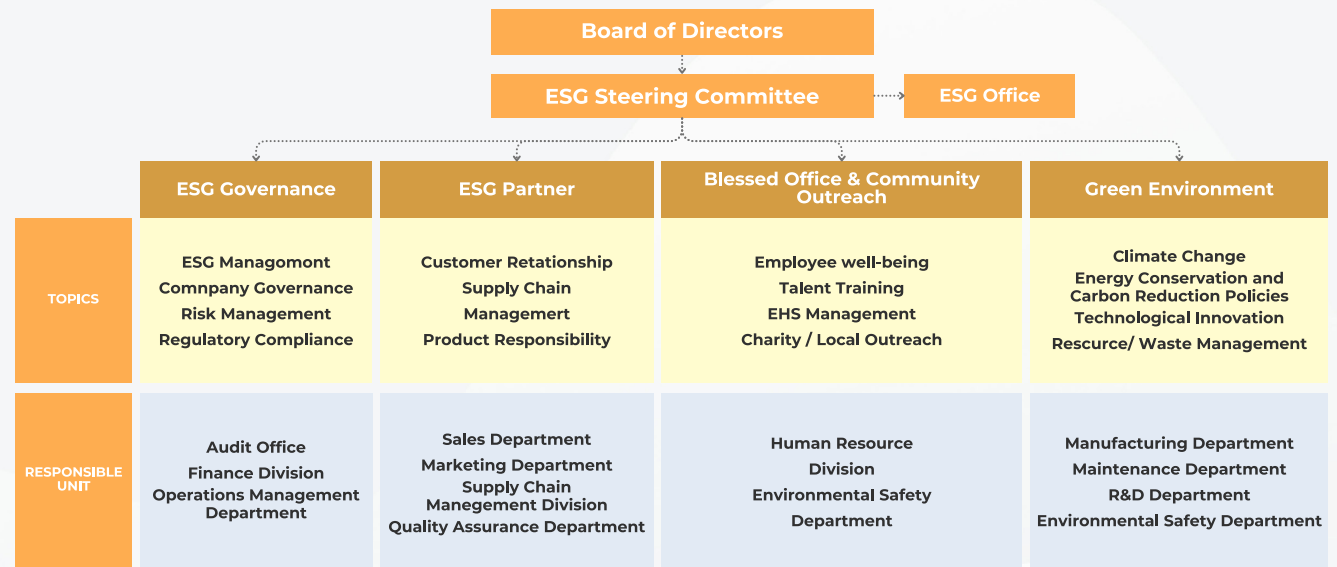 Board of Directors
ESG Steering Committee
ESG Office
ESG Governance
ESG Partner
Blessed Office & Community
Outreach
Green Environment
TOPICS
ESG Managomont
Comnpany Governance
Risk Management
Regulatory Compliance
Customer Retationship
Supply Chain
Managemert
Product Responsibility
Employee well-being
Talent Training
EHS Management
Charity / Local Outreach
Climate Change
Energy Conservation and
Carbon Reduction Policies
Technological Innovation
Rescurce/ Waste Management
RESPONSIBLE
UNIT
Audit Office
Finance Division
Operations Management
Department
Sales Department
Marketing Department
Supply Chain
Manegement Division
Quality Assurance Department
Human Resource
Division
Environmental Safety
Department
Manufacturing Department
Maintenance Department
R&D Department
Environmental Safety Department